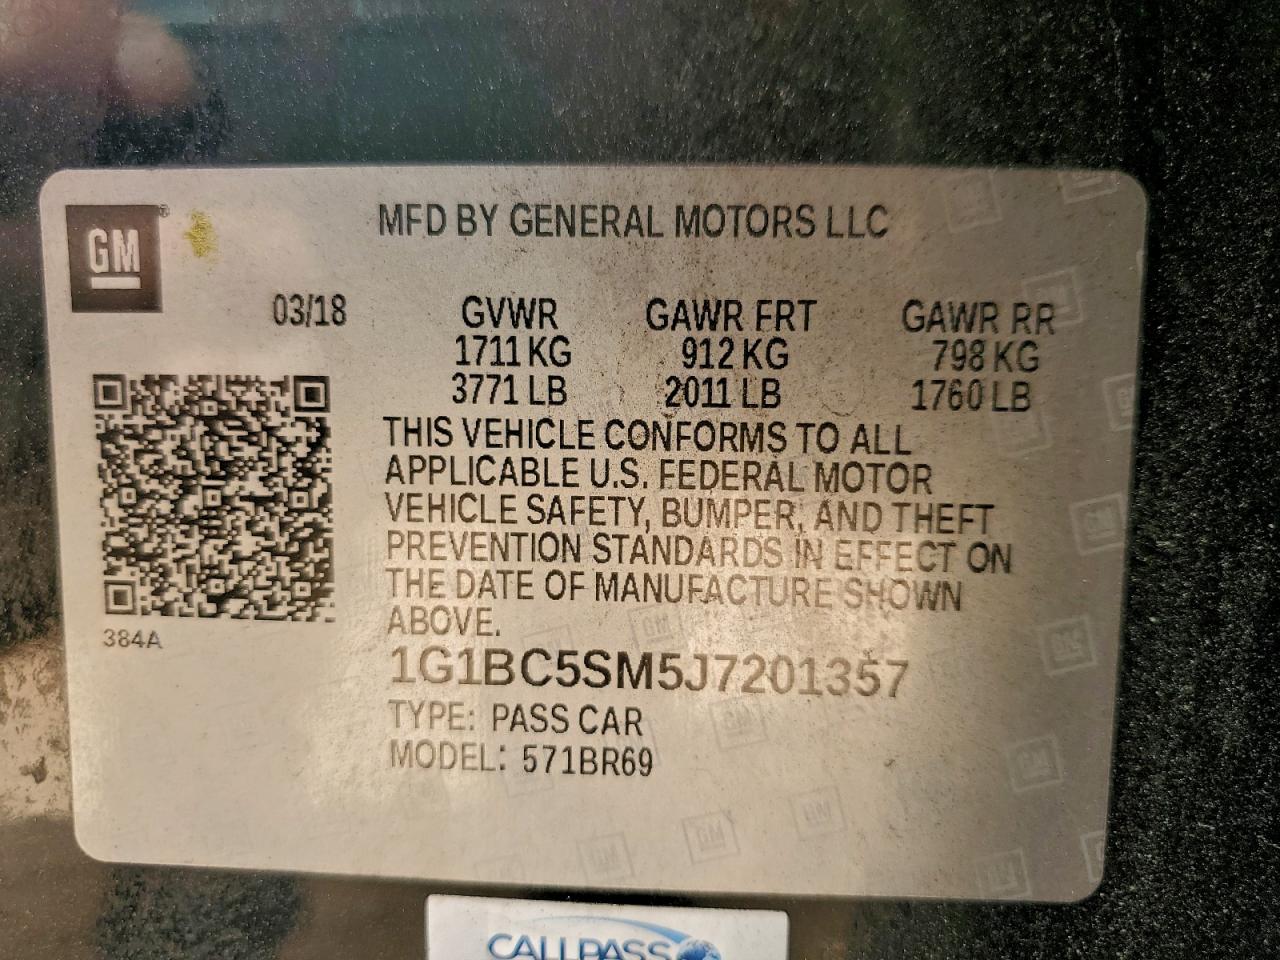 GM
MFD BY GENERAL MOTORS LLC
03/18 GVWR GAWR FRT GAWR RR
1711 KG 912 KG 798 KG
3771 LB 2011 LB 1760 LB
THIS VEHICLE CONFORMS TO ALL
APPLICABLE U.S. FEDERAL MOTOR
VEHICLE SAFETY, BUMPER, AND THEFT
PREVENTION STANDARDS IN EFFECT ON
THE DATE OF MANUFACTURE SHOWN
ABOVE.
384A
1G1BC5SM5J7201357
TYPE: PASS CAR
MODEL: 571BR69
CALLPASS